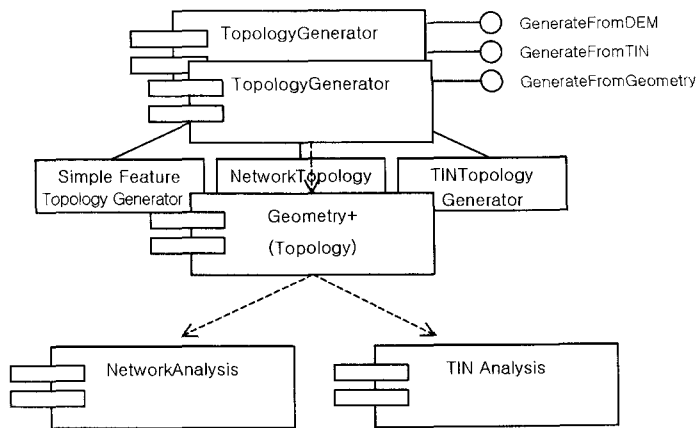 TopologyGenerator
GenerateFromDEM
GenerateFromTIN
TopologyGenerator
GenerateFromGeometry
Simple Feature
Topology Generator
NetworkTopology
TINTopology
Generator
Geometry+
(Topology)
NetworkAnalysis
TIN Analysis